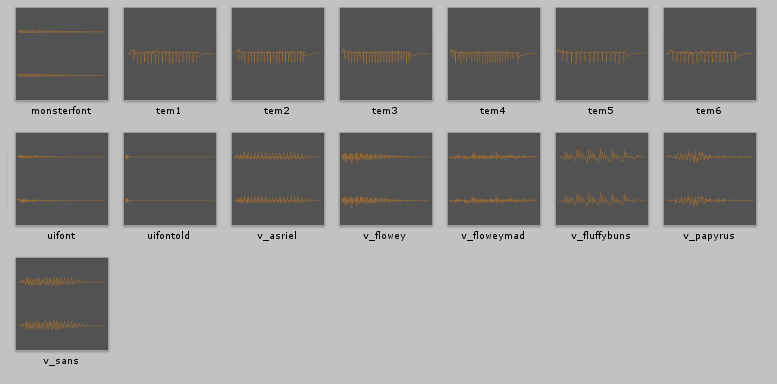 monsterfont tem1 tem2 tem3 tem4 tem5 tem6
uifont uifontold v_asriel v_flowey v_floweymad v_fluffybuns v_papyrus
v_sans